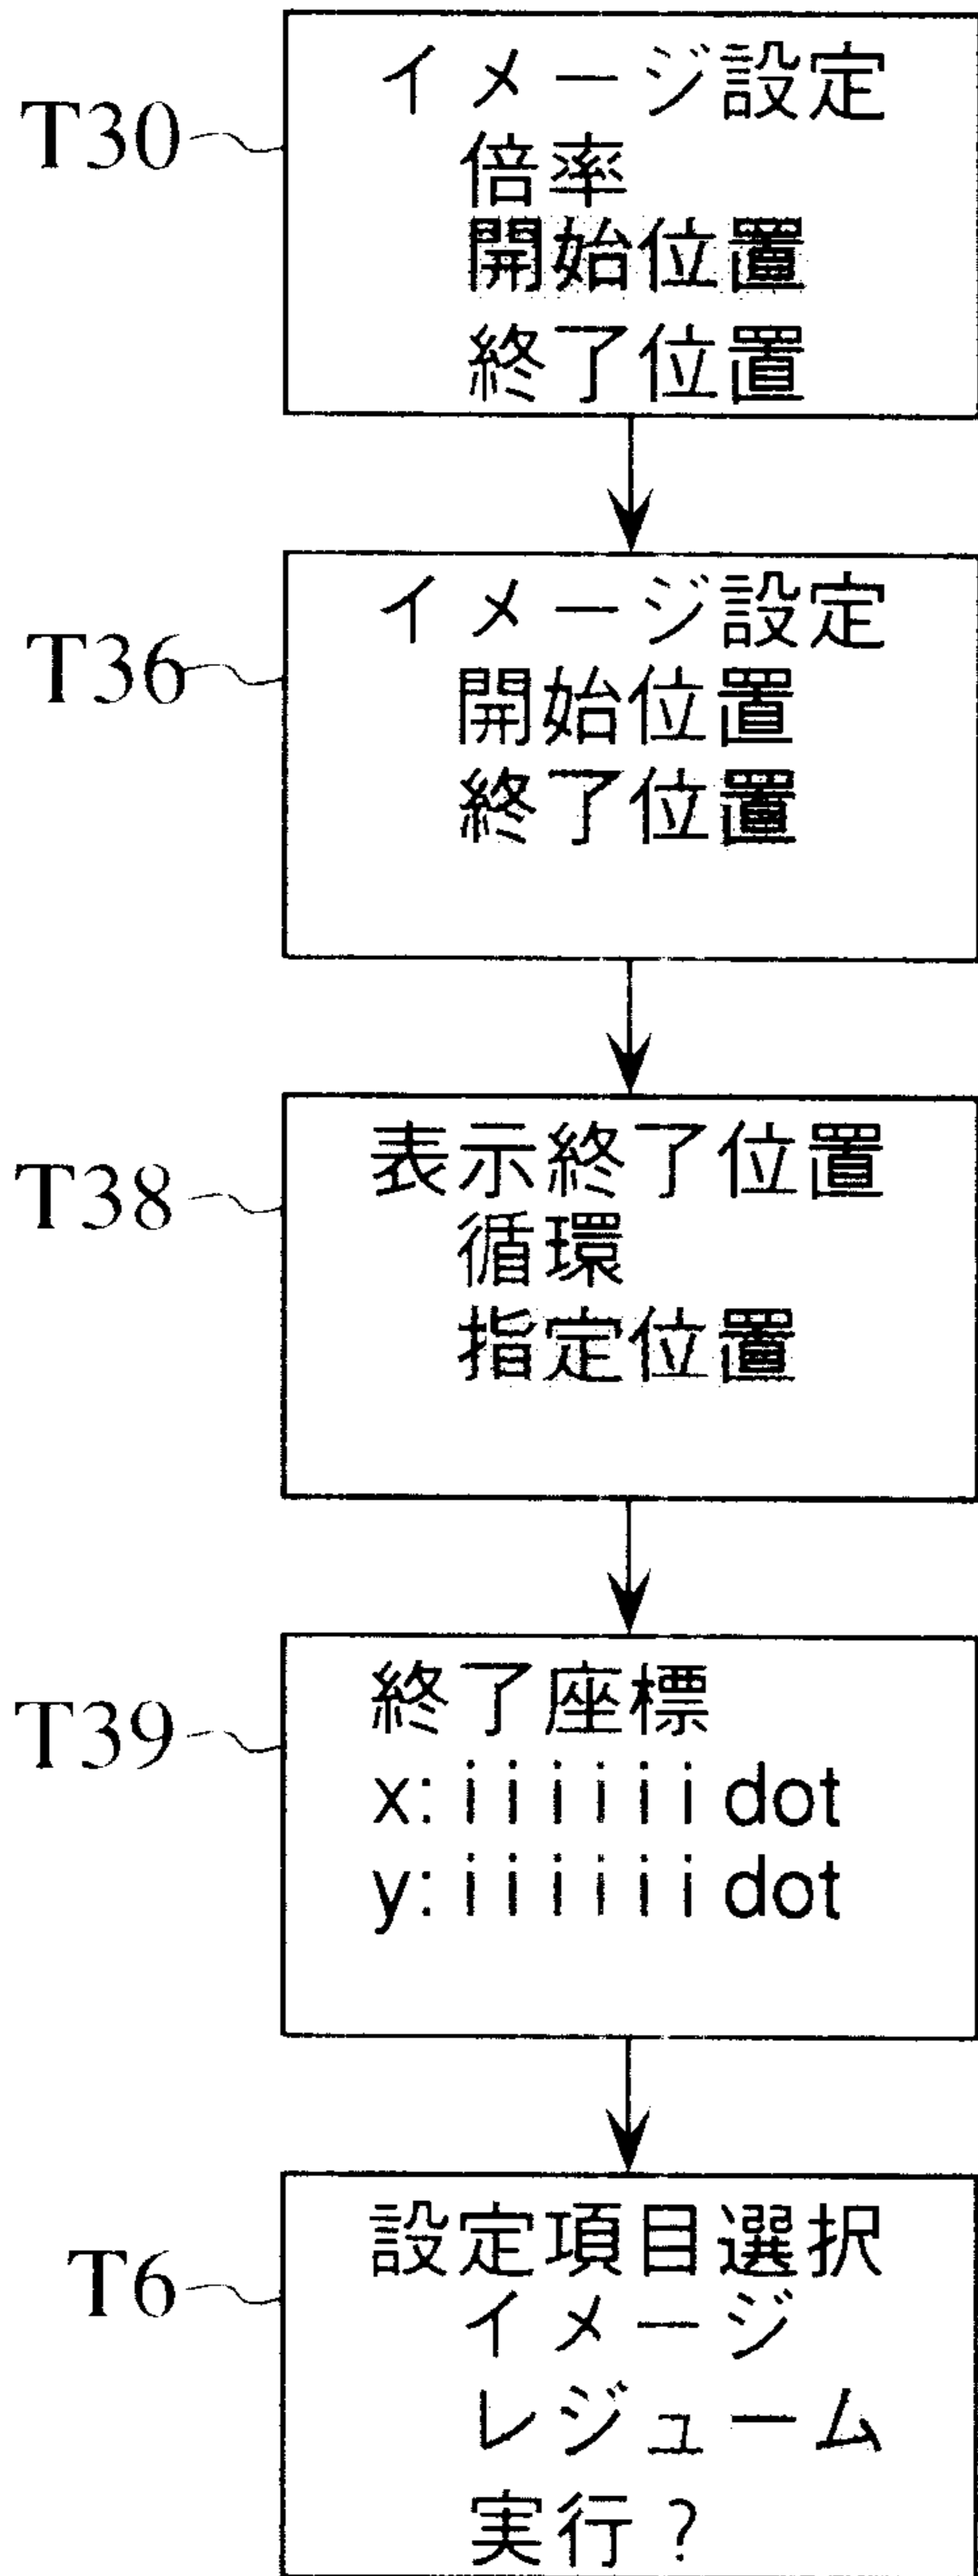 T30
イメージ設定
倍率
開始位置
終了位置
T36
イメージ設定
開始位置
終了位置
T38
表示終了位置
循環
指定位置
T39
終了座標
x: i i i i i i dot
y: i i i i i i dot
T6
設定項目選択
イメージ
レジューム
実行？